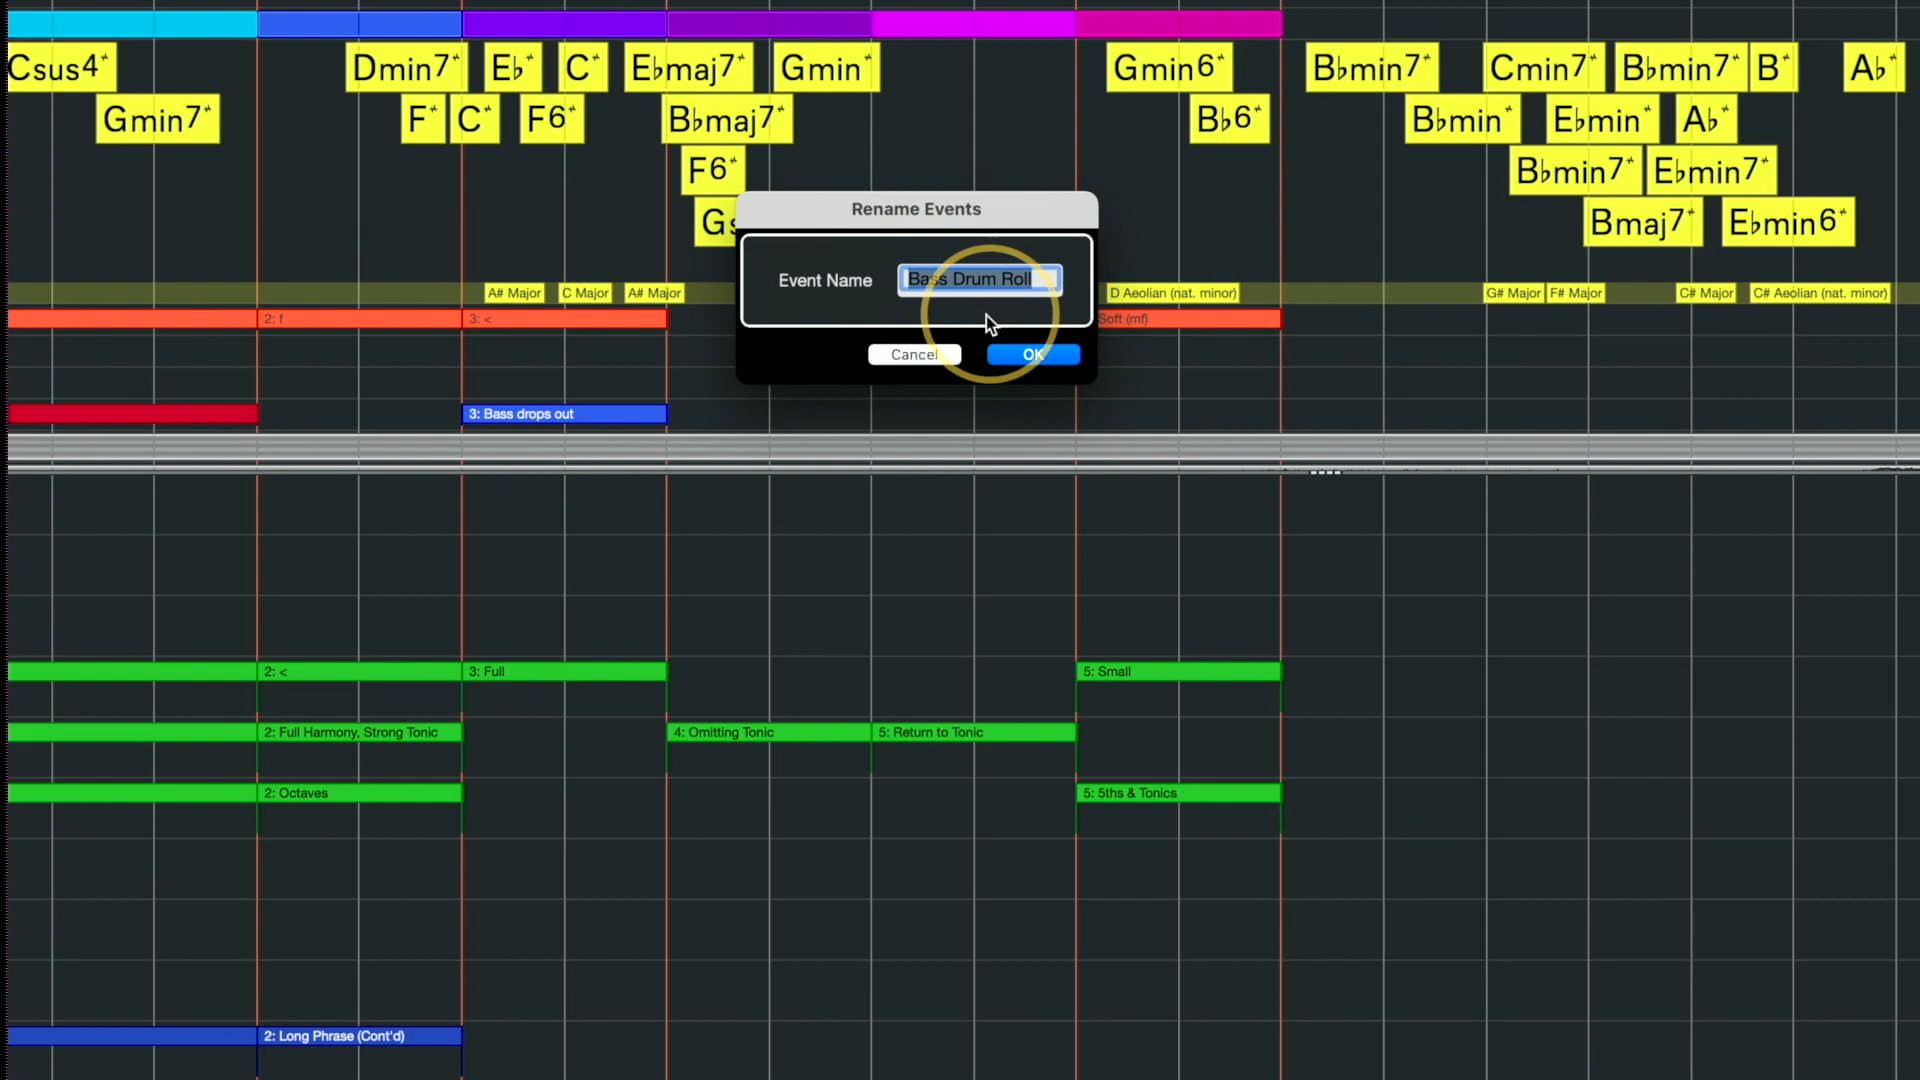 Csus4
Dmin7
E♭
C
E♭maj7
Gmin
Gmin6
B♭min7
Cmin7
B♭min7
B
A♭
Gmin7
F
C
F6
B♭maj7
B♭6
B♭min
E♭min
A♭
F6
B♭min7
E♭min7
Bmaj7
E♭min6
Rename Events
Event Name
Bass Drum Roll
Cancel
OK
A# Major
C Major
A# Major
D Aeolian (nat. minor)
G# Major
F# Major
C# Major
C# Aeolian (nat. minor)
2: f
3: <
Soft (mf)
3: Bass drops out
2: <
3: Full
5: Small
2: Full Harmony, Strong Tonic
4: Omitting Tonic
5: Return to Tonic
2: Octaves
5: 5ths & Tonics
2: Long Phrase (Cont'd)